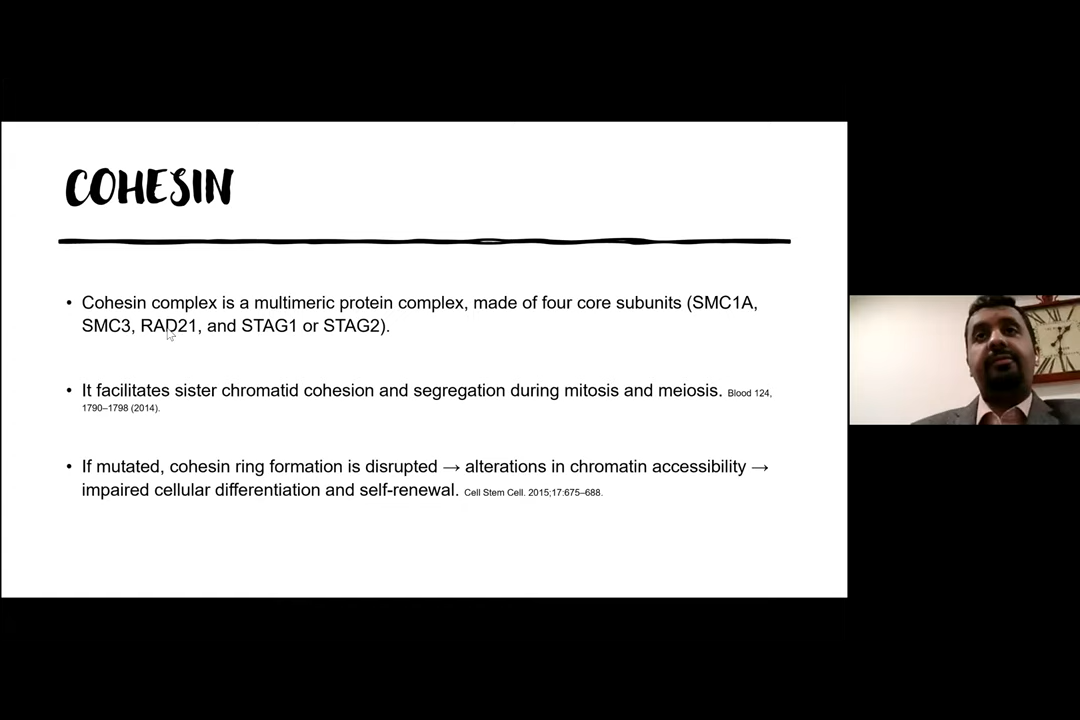 COHESIN
• Cohesin complex is a multimeric protein complex, made of four core subunits (SMC1A,
SMC3, RAD21, and STAG1 or STAG2).
• It facilitates sister chromatid cohesion and segregation during mitosis and meiosis. Blood 124,
1790–1798 (2014).
• If mutated, cohesin ring formation is disrupted → alterations in chromatin accessibility →
impaired cellular differentiation and self-renewal. Cell Stem Cell. 2015;17:675–688.